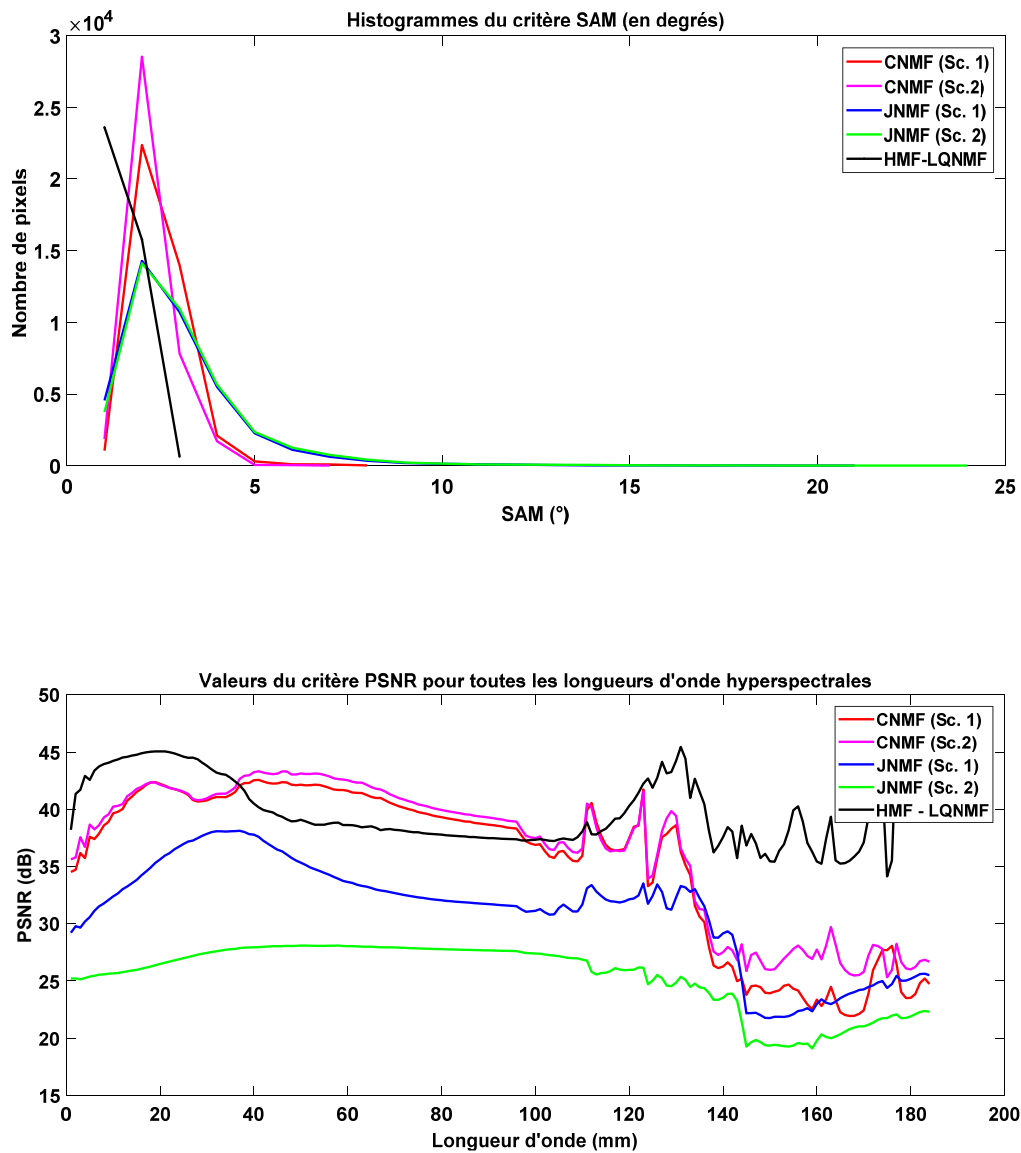 Histogrammes du critère SAM (en degrés)
×10⁴
3
2.5
2
1.5
1
0.5
0
Nombre de pixels
CNMF (Sc. 1)
CNMF (Sc.2)
JNMF (Sc. 1)
JNMF (Sc. 2)
HMF-LQNMF
0 5 10 15 20 25
SAM (°)
Valeurs du critère PSNR pour toutes les longueurs d'onde hyperspectrales
50
45
40
35
30
25
20
15
PSNR (dB)
CNMF (Sc. 1)
CNMF (Sc.2)
JNMF (Sc. 1)
JNMF (Sc. 2)
HMF - LQNMF
0 20 40 60 80 100 120 140 160 180 200
Longueur d'onde (mm)